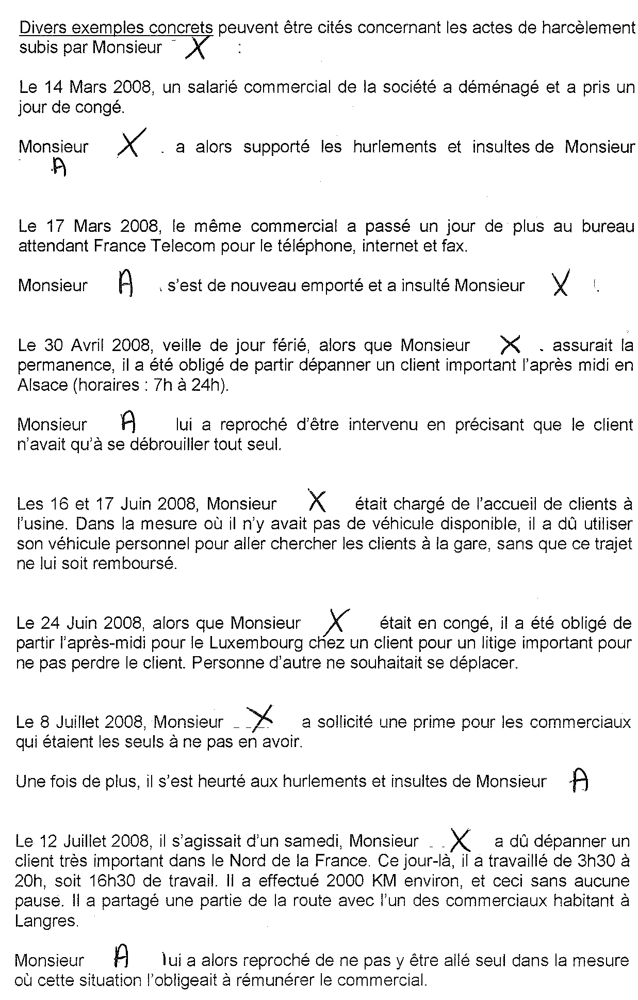 Divers exemples concrets peuvent être cités concernant les actes de harcèlement
subis par Monsieur X :
Le 14 Mars 2008, un salarié commercial de la société a déménagé et a pris un
jour de congé.
Monsieur X . a alors supporté les hurlements et insultes de Monsieur
A
Le 17 Mars 2008, le même commercial a passé un jour de plus au bureau
attendant France Telecom pour le téléphone, internet et fax.
Monsieur A s'est de nouveau emporté et a insulté Monsieur X .
Le 30 Avril 2008, veille de jour férié, alors que Monsieur X . assurait la
permanence, il a été obligé de partir dépanner un client important l'après midi en
Alsace (horaires : 7h à 24h).
Monsieur A lui a reproché d'être intervenu en précisant que le client
n'avait qu'à se débrouiller tout seul.
Les 16 et 17 Juin 2008, Monsieur X était chargé de l'accueil de clients à
l'usine. Dans la mesure où il n'y avait pas de véhicule disponible, il a dû utiliser
son véhicule personnel pour aller chercher les clients à la gare, sans que ce trajet
ne lui soit remboursé.
Le 24 Juin 2008, alors que Monsieur X était en congé, il a été obligé de
partir l'après-midi pour le Luxembourg chez un client pour un litige important pour
ne pas perdre le client. Personne d'autre ne souhaitait se déplacer.
Le 8 Juillet 2008, Monsieur X a sollicité une prime pour les commerciaux
qui étaient les seuls à ne pas en avoir.
Une fois de plus, il s'est heurté aux hurlements et insultes de Monsieur A
Le 12 Juillet 2008, il s'agissait d'un samedi, Monsieur X a dû dépanner un
client très important dans le Nord de la France. Ce jour-là, il a travaillé de 3h30 à
20h, soit 16h30 de travail. Il a effectué 2000 KM environ, et ceci sans aucune
pause. Il a partagé une partie de la route avec l'un des commerciaux habitant à
Langres.
Monsieur A lui a alors reproché de ne pas y être allé seul dans la mesure
où cette situation l'obligeait à rémunérer le commercial.